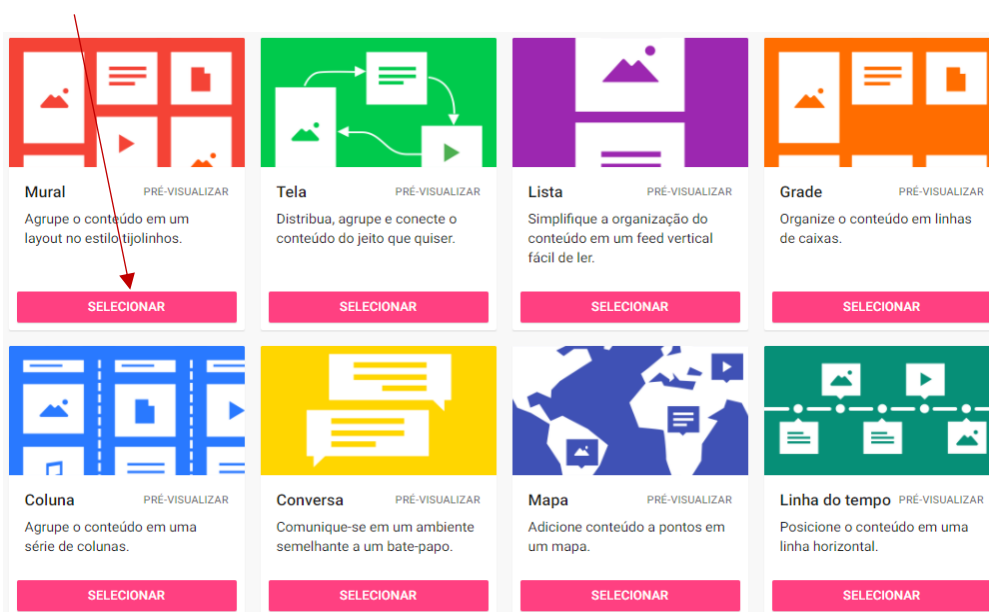 Mural PRÉ-VISUALIZAR
Agrupe o conteúdo em um
layout no estilo tijolinhos.
SELECIONAR
Tela PRÉ-VISUALIZAR
Distribua, agrupe e conecte o
conteúdo do jeito que quiser.
SELECIONAR
Lista PRÉ-VISUALIZAR
Simplifique a organização do
conteúdo em um feed vertical
fácil de ler.
SELECIONAR
Grade PRÉ-VISUALIZAR
Organize o conteúdo em linhas
de caixas.
SELECIONAR
Coluna PRÉ-VISUALIZAR
Agrupe o conteúdo em uma
série de colunas.
SELECIONAR
Conversa PRÉ-VISUALIZAR
Comunique-se em um ambiente
semelhante a um bate-papo.
SELECIONAR
Mapa PRÉ-VISUALIZAR
Adicione conteúdo a pontos em
um mapa.
SELECIONAR
Linha do tempo PRÉ-VISUALIZAR
Posicione o conteúdo em uma
linha horizontal.
SELECIONAR